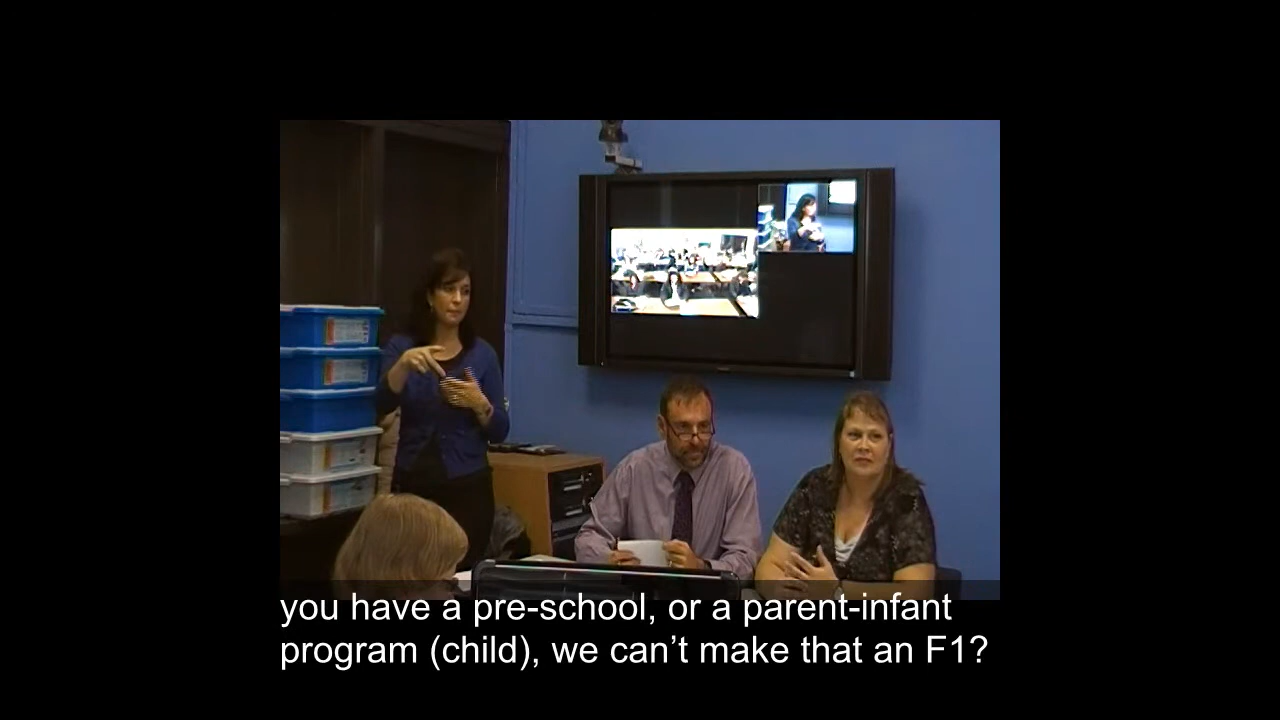 you have a pre-school, or a parent-infant
program (child), we can’t make that an F1?